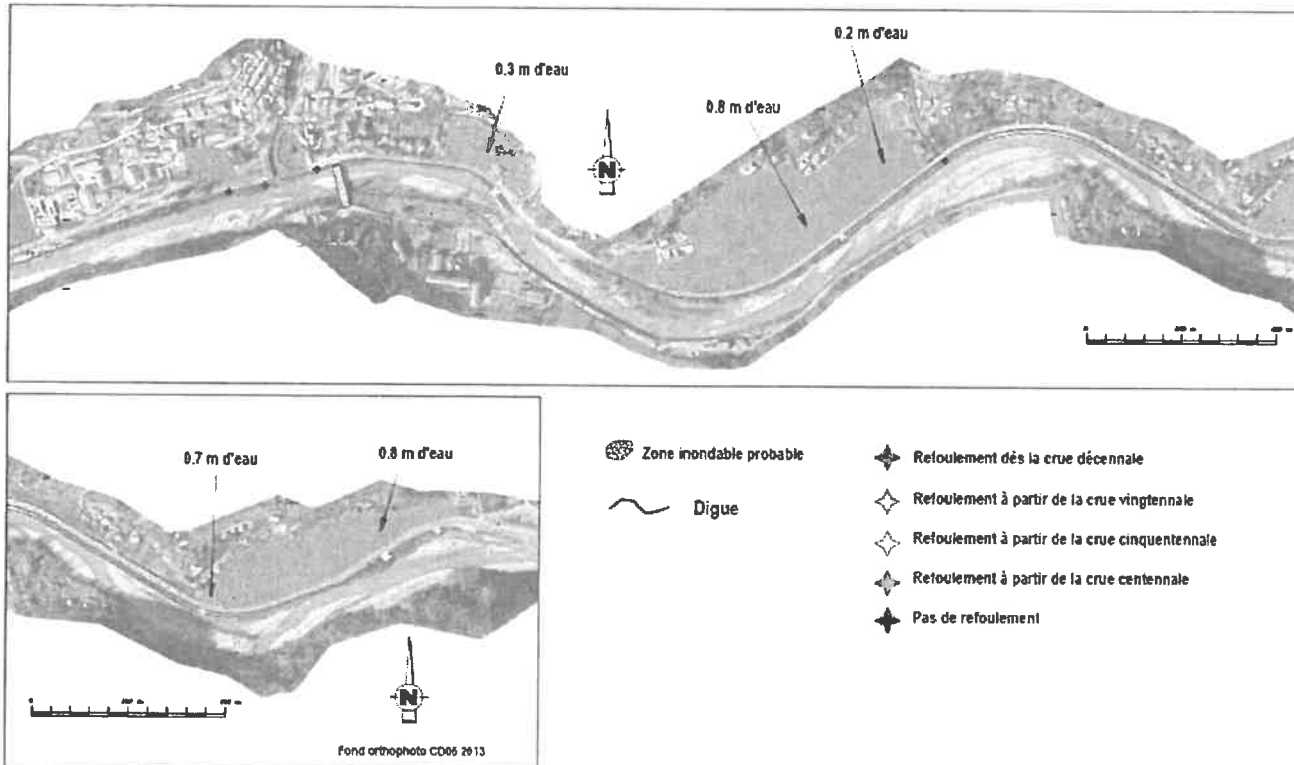 0.2 m d'eau
0.3 m d'eau
0.8 m d'eau
N
0.7 m d'eau
0.8 m d'eau
N
Fond orthophoto CD06 2013
Zone inondable probable
Digue
Refoulement dès la crue décennale
Refoulement à partir de la crue vingtennale
Refoulement à partir de la crue cinquentennale
Refoulement à partir de la crue centennale
Pas de refoulement